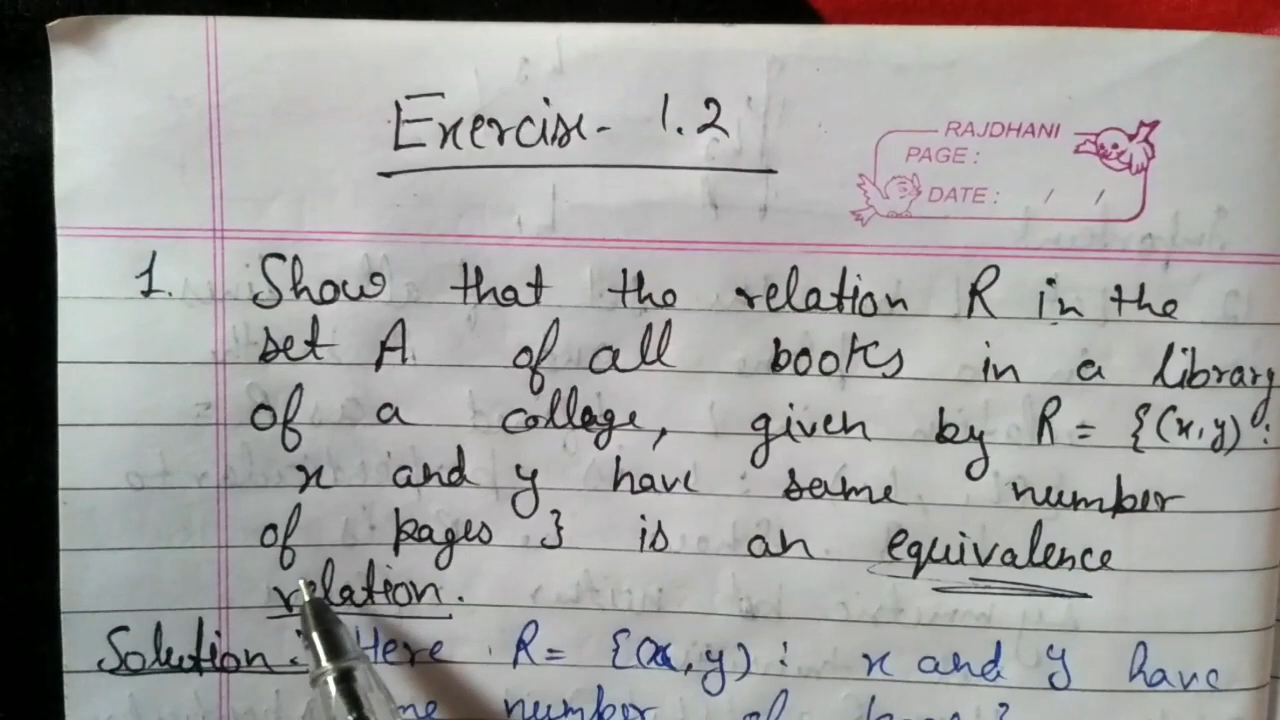 Exercise- 1.2
RAJDHANI
PAGE :
DATE : / /
1. Show that the relation R in the
set A of all books in a library
of a college, given by R = {(x,y) :
x and y have same number
of pages } is an equivalence
relation.
Solution : Here R = {(x,y) : x and y have
number of